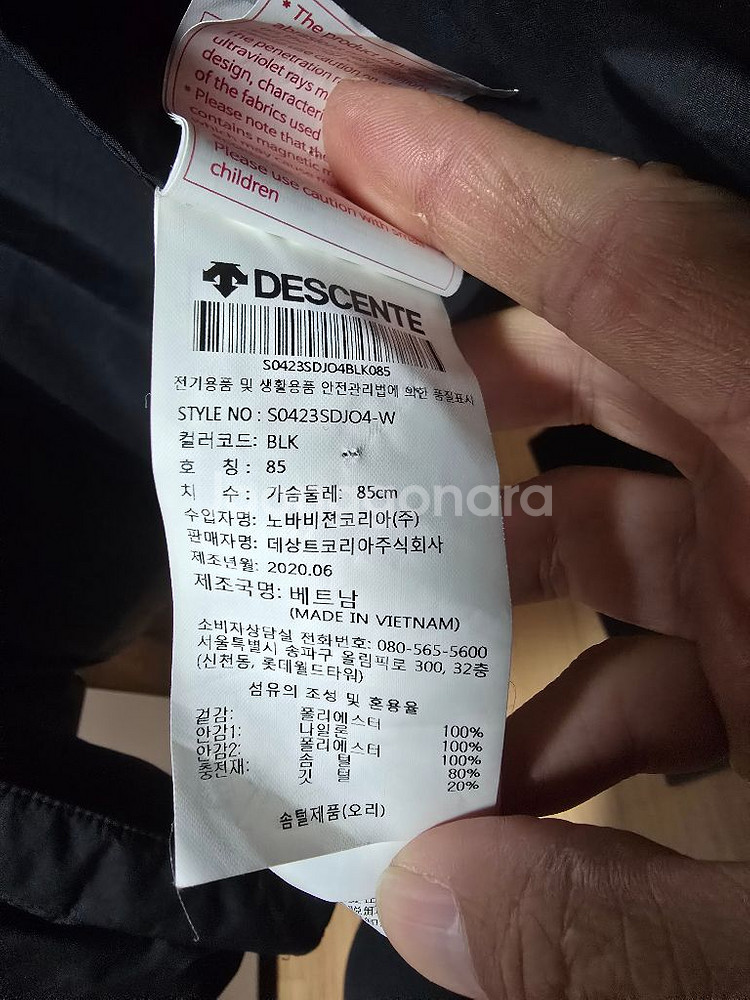 * The product may
The penetration
ultraviolet rays m
design, characteri
of the fabrics used
* Please note that the
contains magnetic m
Please use caution with small
children
DESCENTE
S0423SDJO4BLK085
전기용품 및 생활용품 안전관리법에 의한 품질표시
STYLE NO : S0423SDJO4-W
컬러코드: BLK
호 칭 : 85
치 수 : 가슴둘레: 85cm
수입자명: 노바비젼코리아(주)
판매자명: 데상트코리아주식회사
제조년월: 2020.06
제조국명: 베트남
(MADE IN VIETNAM)
소비자상담실 전화번호: 080-565-5600
서울특별시 송파구 올림픽로 300, 32층
(신천동, 롯데월드타워)
섬유의 조성 및 혼용율
겉감: 폴리에스터 100%
안감1: 나일론 100%
안감2: 폴리에스터 100%
충전재: 솜 털 80%
깃 털 20%
솜털제품(오리)